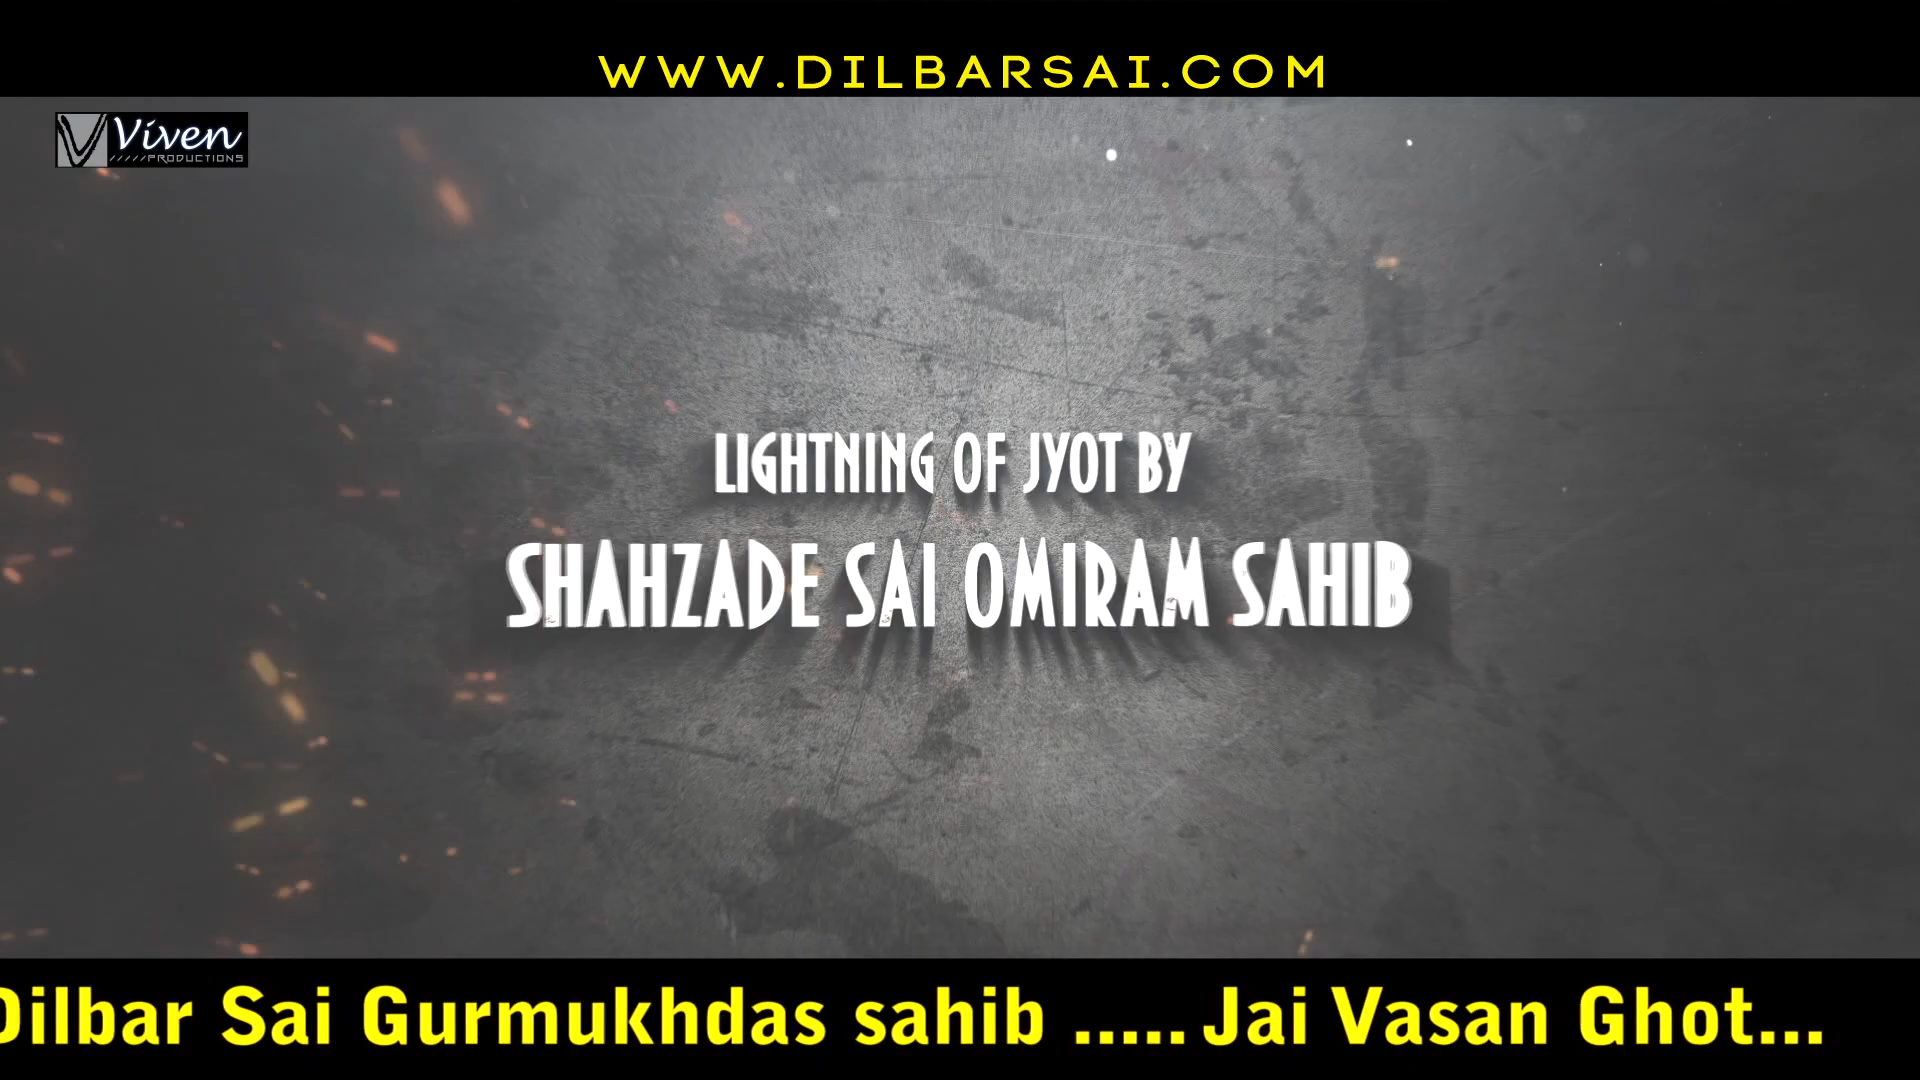 WWW.DILBARSAI.COM
Viven
PRODUCTIONS
LIGHTNING OF JYOT BY
SHAHZADE SAI OMIRAM SAHIB
Dilbar Sai Gurmukhdas sahib ..... Jai Vasan Ghot...